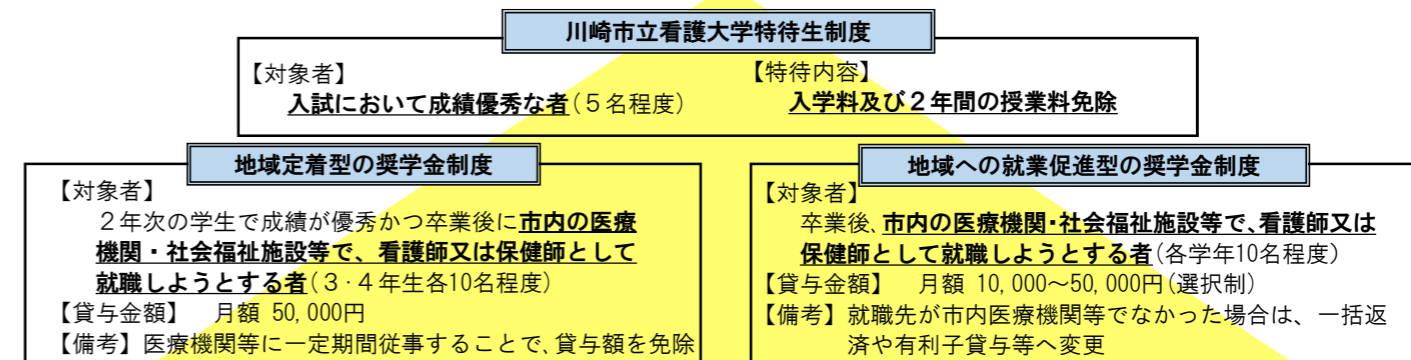 川崎市立看護大学特待生制度
【対象者】
入試において成績優秀な者(5名程度)
【特待内容】
入学料及び2年間の授業料免除
地域定着型の奨学金制度
【対象者】
2年次の学生で成績が優秀かつ卒業後に市内の医療
機関・社会福祉施設等で、看護師又は保健師として
就職しようとする者(3・4年生各10名程度)
【貸与金額】 月額 50,000円
【備考】医療機関等に一定期間従事することで、貸与額を免除
地域への就業促進型の奨学金制度
【対象者】
卒業後、市内の医療機関・社会福祉施設等で、看護師又は
保健師として就職しようとする者(各学年10名程度)
【貸与金額】 月額 10,000~50,000円(選択制)
【備考】就職先が市内医療機関等でなかった場合は、一括返
済や有利子貸与等へ変更